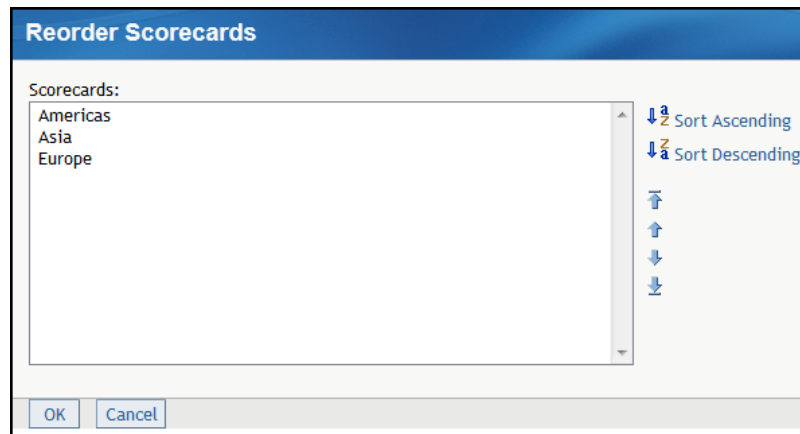 Reorder Scorecards
Scorecards:
Americas
Asia
Europe
Sort Ascending
Sort Descending
OK
Cancel